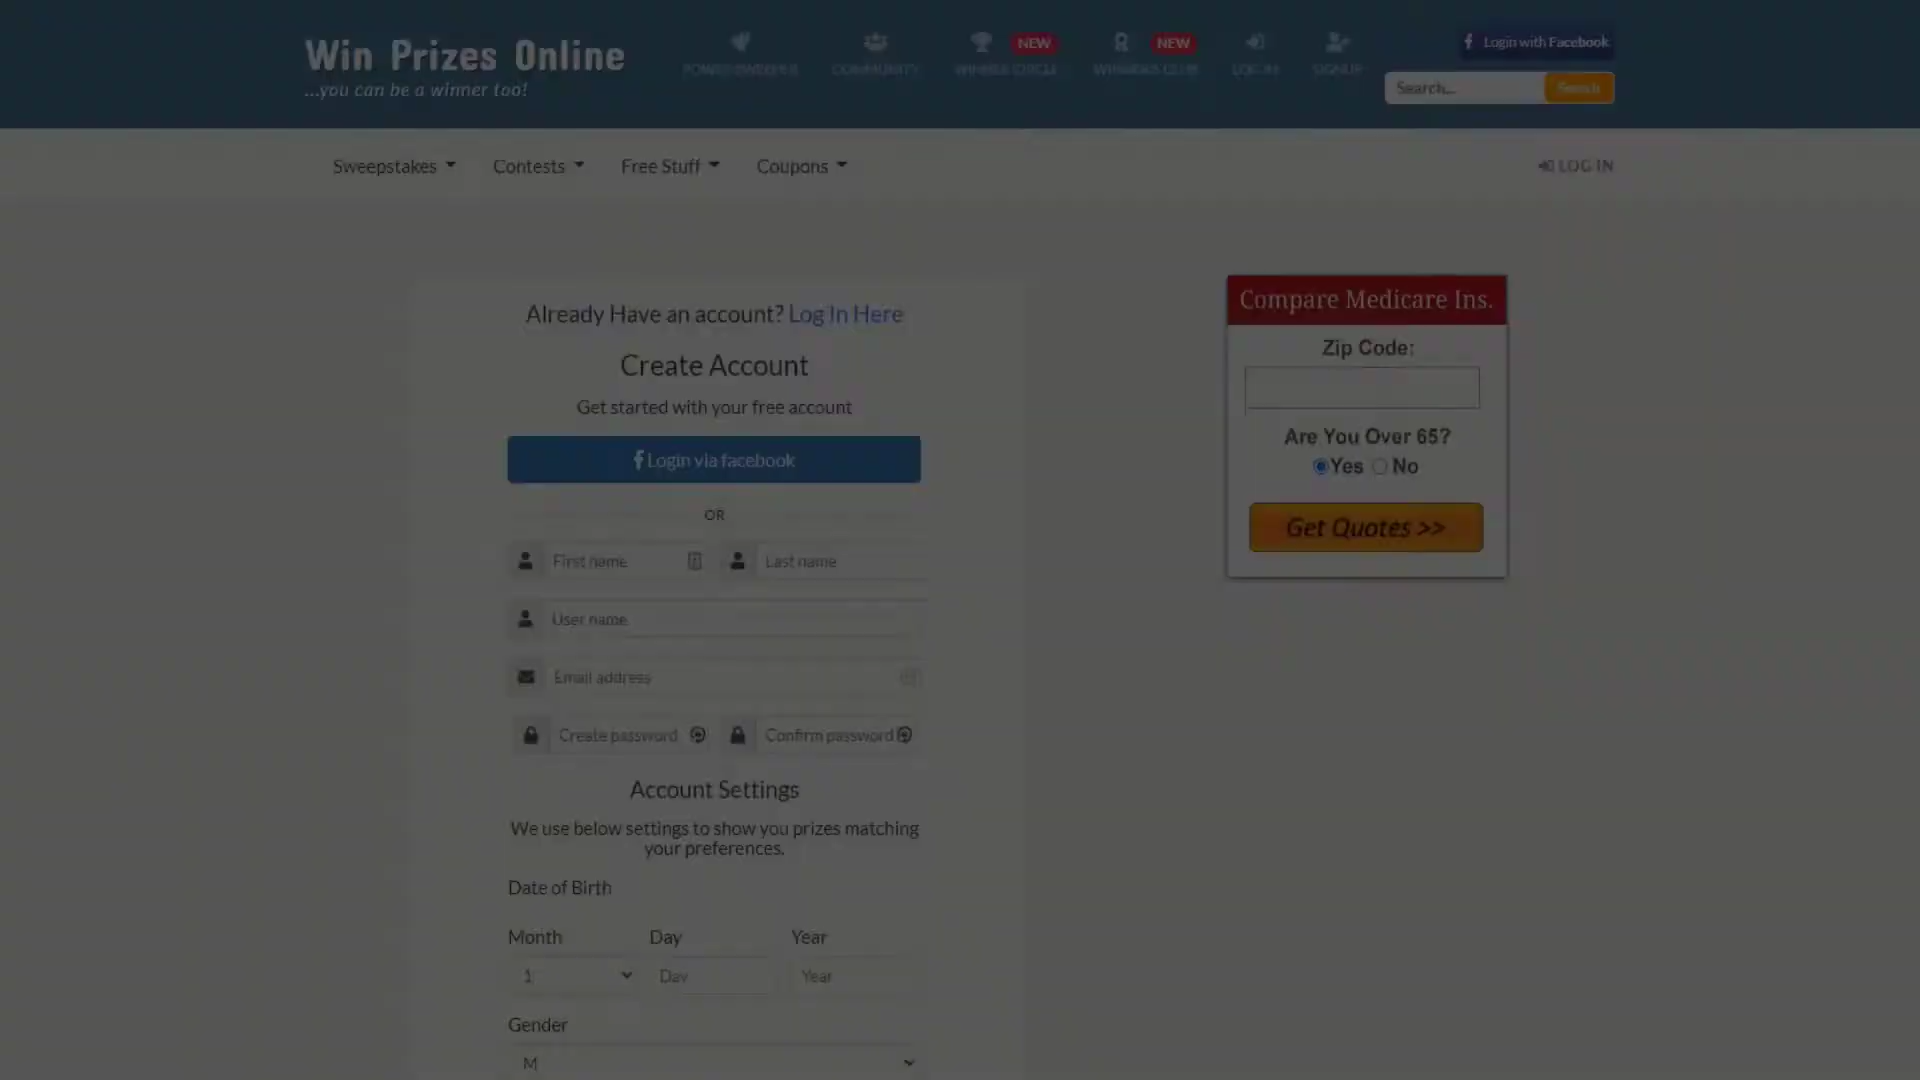 Win Prizes Online
...you can be a winner too!
POWERSWEEPER
COMMUNITY
NEW
WINNER CIRCLE
NEW
WINNERS CLUB
LOG IN
SIGNUP
Login with Facebook
Search...
Search
Sweepstakes
Contests
Free Stuff
Coupons
LOG IN
Already Have an account? Log In Here
Create Account
Get started with your free account
Login via facebook
OR
First name
Last name
User name
Email address
Create password
Confirm password
Account Settings
We use below settings to show you prizes matching
your preferences.
Date of Birth
Month
Day
Year
1
Day
Year
Gender
M
Compare Medicare Ins.
Zip Code:
Are You Over 65?
Yes
No
Get Quotes >>